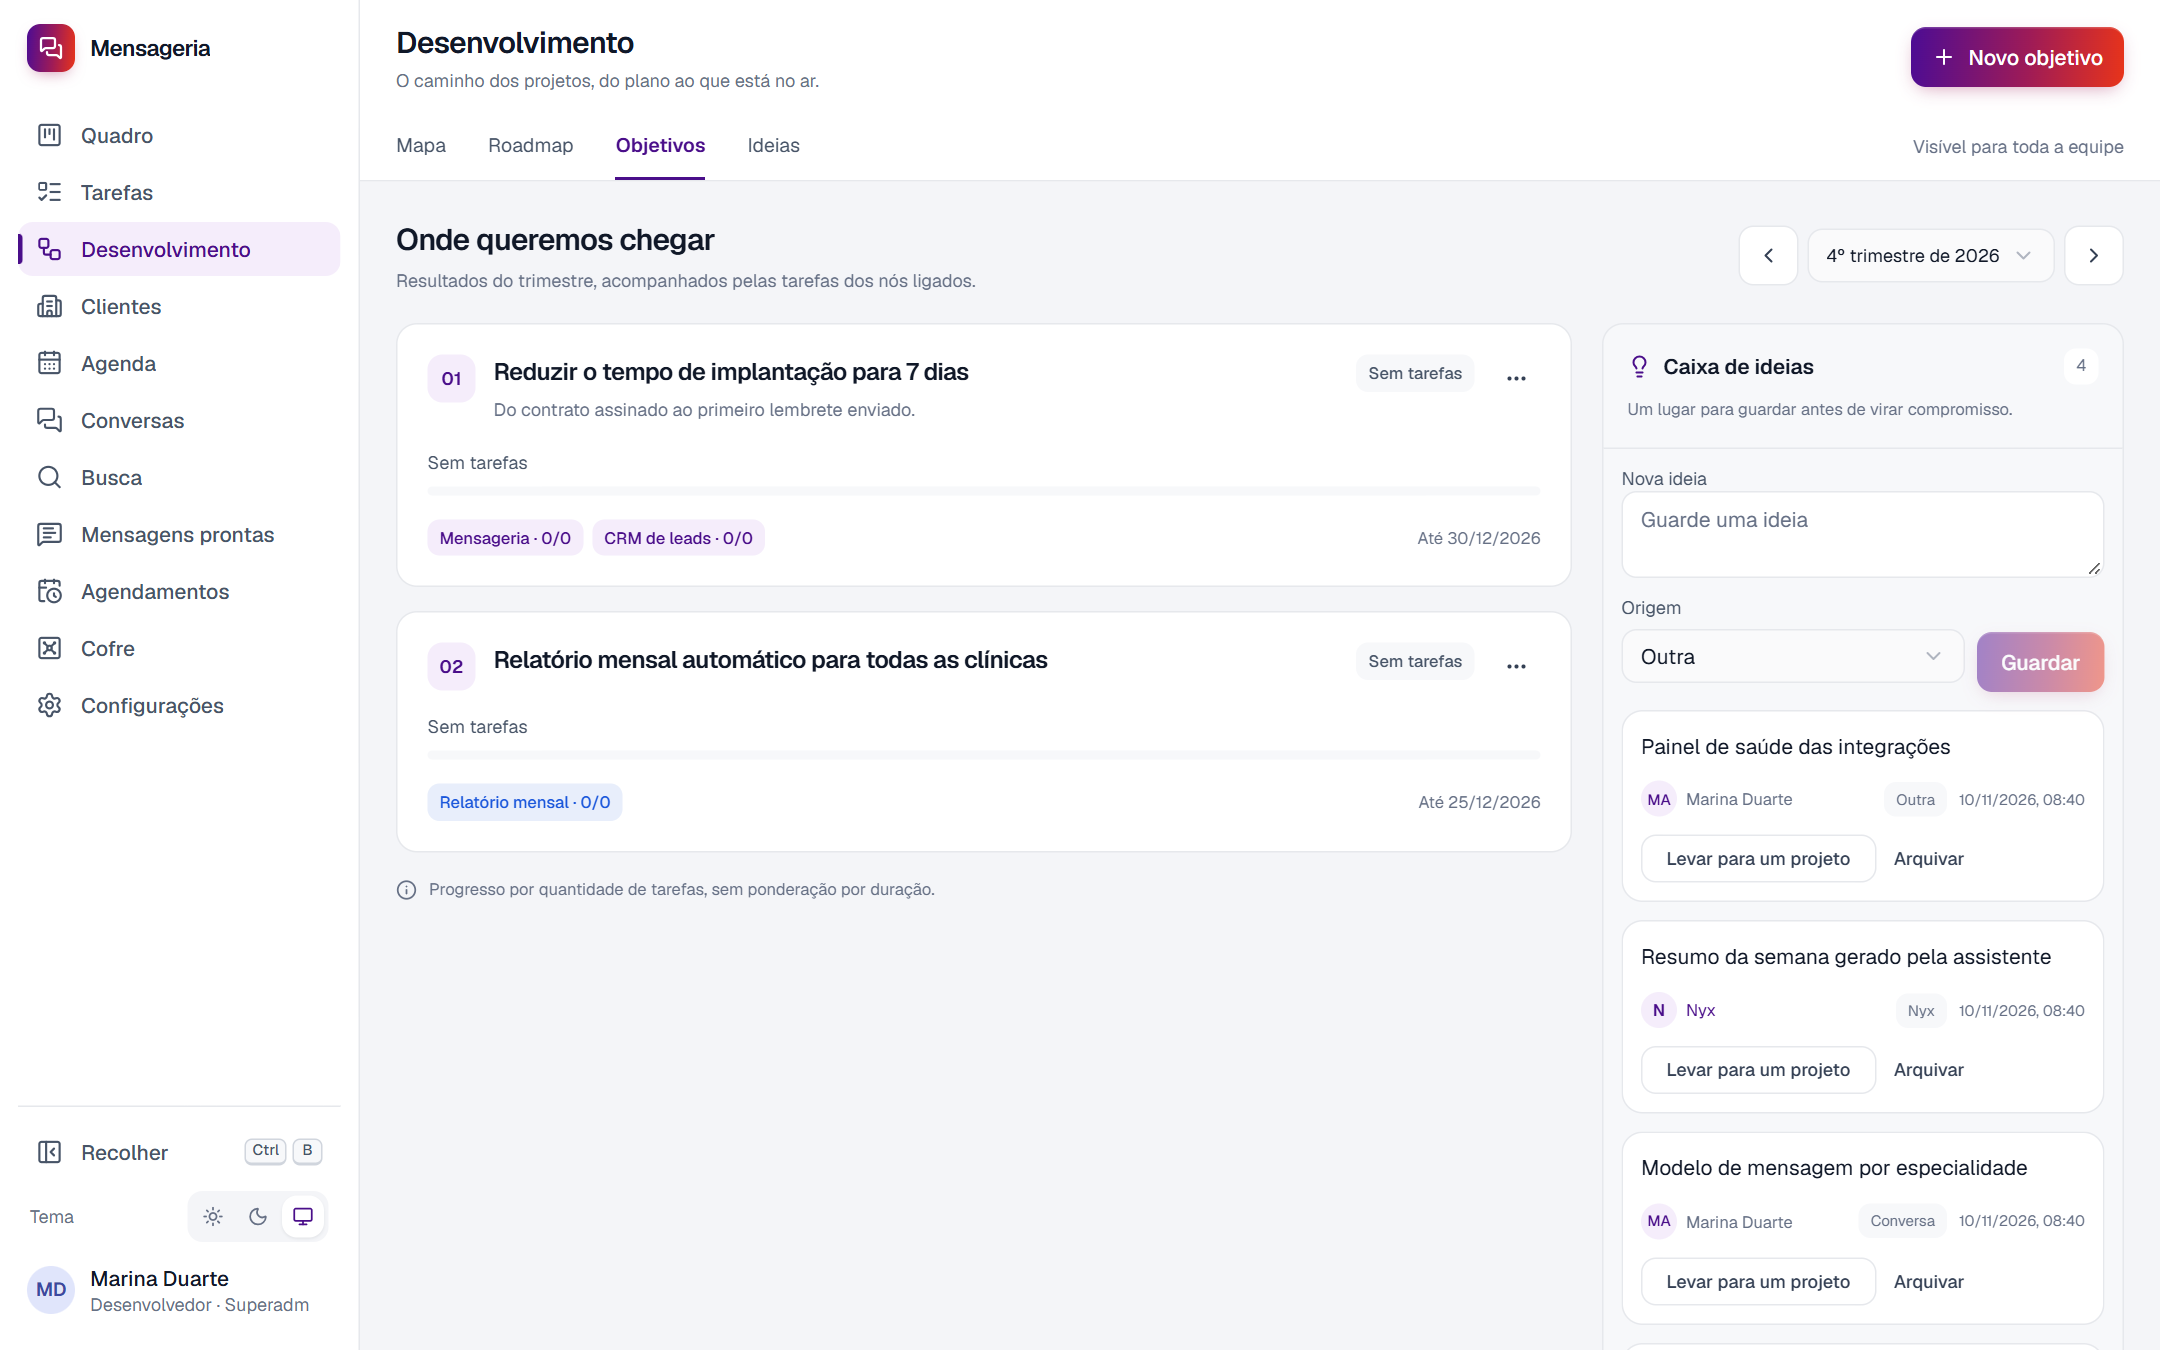 Mensageria
Quadro
Tarefas
Desenvolvimento
Clientes
Agenda
Conversas
Busca
Mensagens prontas
Agendamentos
Cofre
Configurações
Recolher
Ctrl B
Tema
MD
Marina Duarte
Desenvolvedor · Superadm
Desenvolvimento
O caminho dos projetos, do plano ao que está no ar.
Novo objetivo
Mapa Roadmap Objetivos Ideias
Visível para toda a equipe
Onde queremos chegar
Resultados do trimestre, acompanhados pelas tarefas dos nós ligados.
4º trimestre de 2026
01
Reduzir o tempo de implantação para 7 dias
Do contrato assinado ao primeiro lembrete enviado.
Sem tarefas
Sem tarefas
Mensageria · 0/0 CRM de leads · 0/0
Até 30/12/2026
02
Relatório mensal automático para todas as clínicas
Sem tarefas
Sem tarefas
Relatório mensal · 0/0
Até 25/12/2026
Progresso por quantidade de tarefas, sem ponderação por duração.
Caixa de ideias
4
Um lugar para guardar antes de virar compromisso.
Nova ideia
Guarde uma ideia
Origem
Outra
Guardar
Painel de saúde das integrações
MA Marina Duarte Outra 10/11/2026, 08:40
Levar para um projeto Arquivar
Resumo da semana gerado pela assistente
N Nyx Nyx 10/11/2026, 08:40
Levar para um projeto Arquivar
Modelo de mensagem por especialidade
MA Marina Duarte Conversa 10/11/2026, 08:40
Levar para um projeto Arquivar